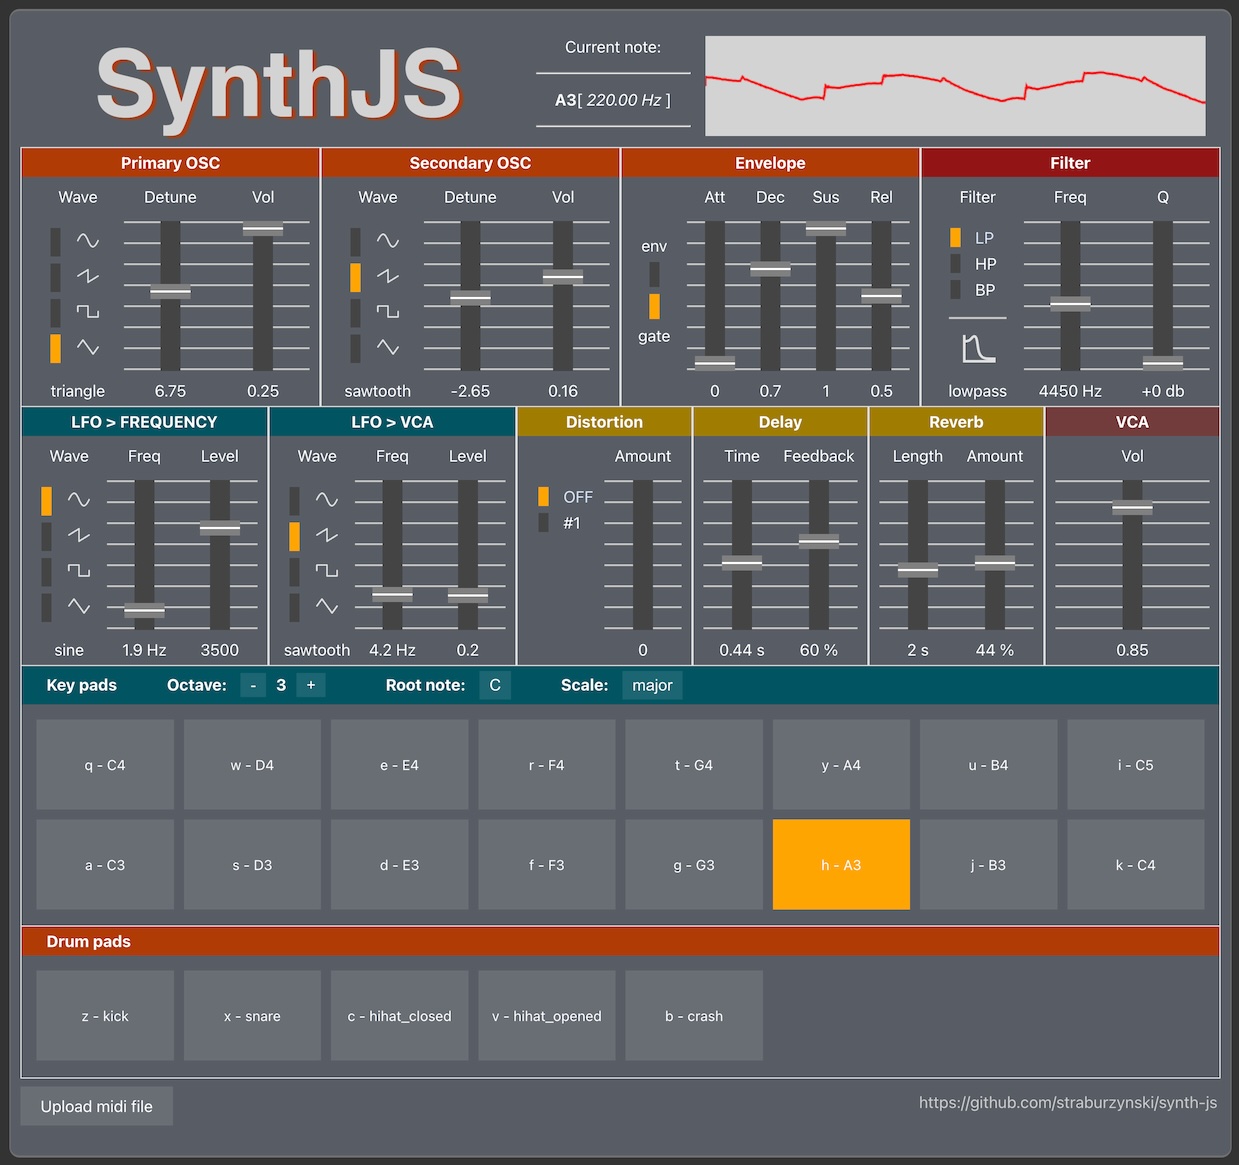 SynthJS
Current note:
A3[ 220.00 Hz ]
Primary OSC
Wave Detune Vol
triangle 6.75 0.25
Secondary OSC
Wave Detune Vol
sawtooth -2.65 0.16
Envelope
Att Dec Sus Rel
env
gate
0 0.7 1 0.5
Filter
Filter Freq Q
LP
HP
BP
lowpass 4450 Hz +0 db
LFO > FREQUENCY
Wave Freq Level
sine 1.9 Hz 3500
LFO > VCA
Wave Freq Level
sawtooth 4.2 Hz 0.2
Distortion
Amount
OFF
#1
0
Delay
Time Feedback
0.44 s 60 %
Reverb
Length Amount
2 s 44 %
VCA
Vol
0.85
Key pads Octave: - 3 + Root note: C Scale: major
q - C4 w - D4 e - E4 r - F4 t - G4 y - A4 u - B4 i - C5
a - C3 s - D3 d - E3 f - F3 g - G3 h - A3 j - B3 k - C4
Drum pads
z - kick x - snare c - hihat_closed v - hihat_opened b - crash
Upload midi file
https://github.com/straburzynski/synth-js